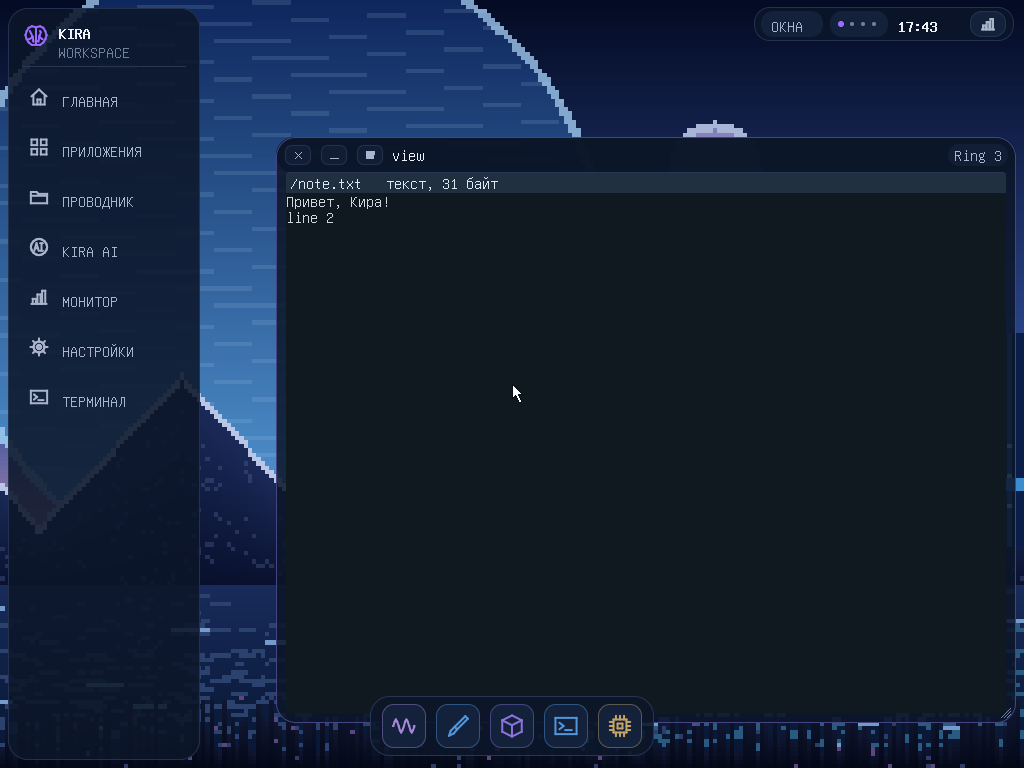 KIRA
WORKSPACE
ГЛАВНАЯ
ПРИЛОЖЕНИЯ
ПРОВОДНИК
AI KIRA AI
МОНИТОР
НАСТРОЙКИ
ТЕРМИНАЛ
ОКНА
17:43
view
Ring 3
/note.txt текст, 31 байт
Привет, Кира!
line 2